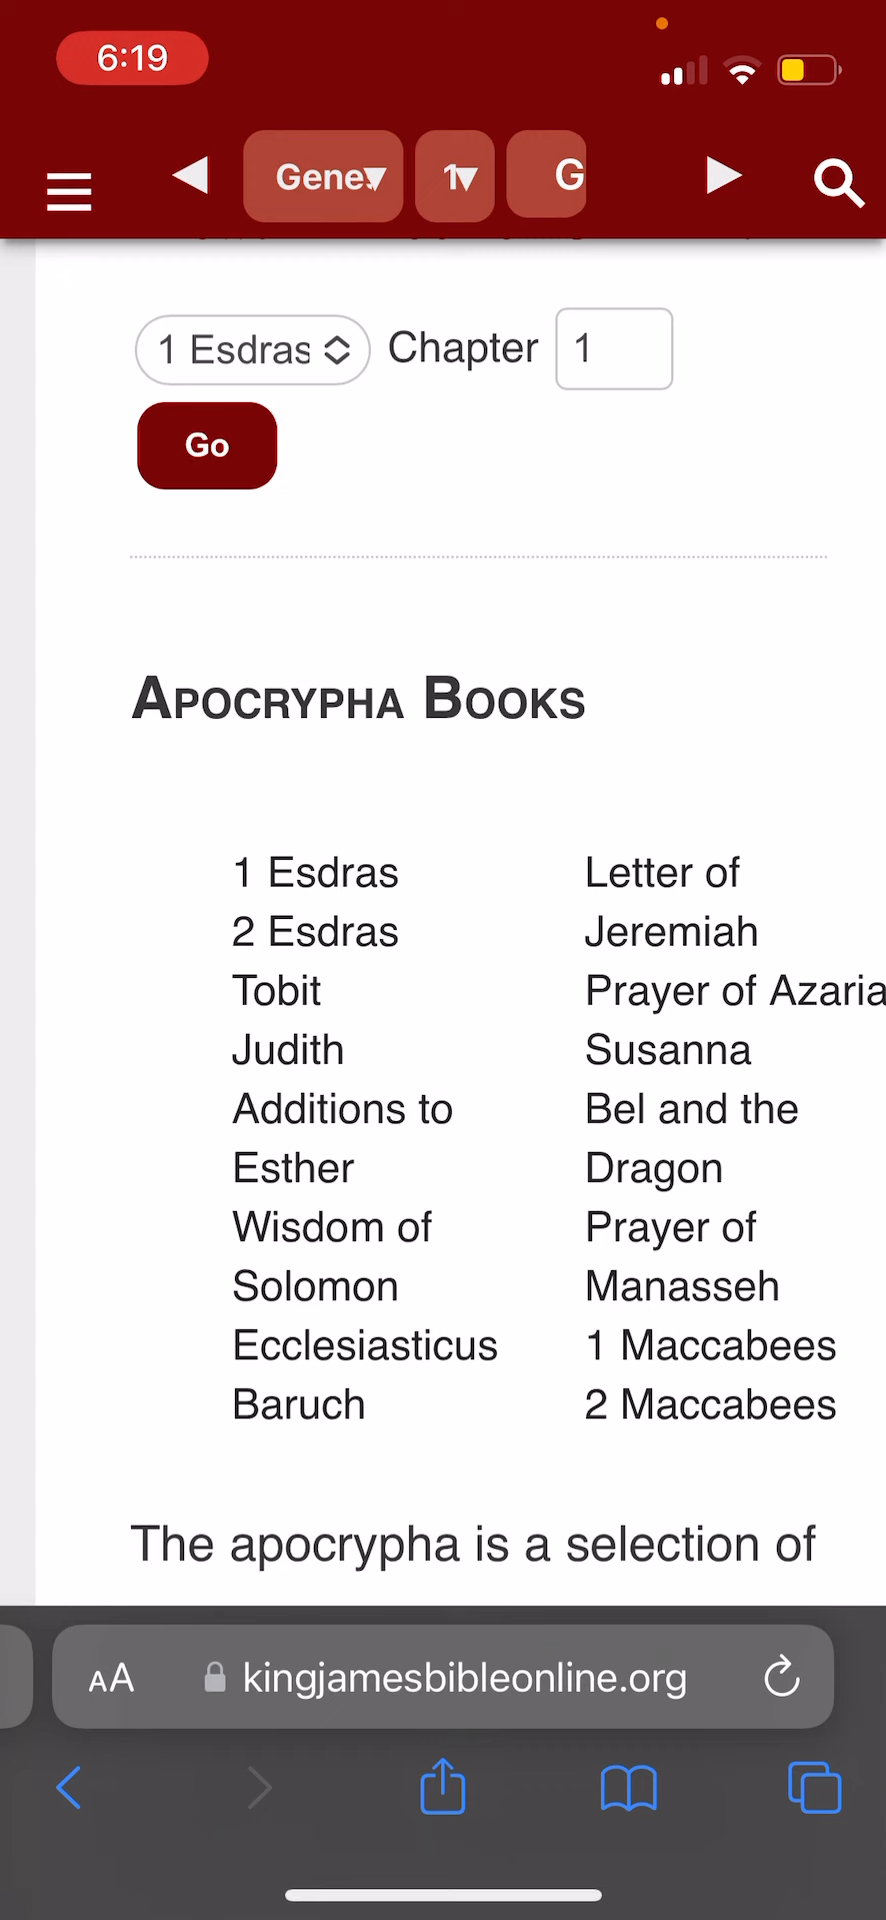 6:19
Genes
1
G
1 Esdras Chapter 1
Go
Apocrypha Books
1 Esdras
2 Esdras
Tobit
Judith
Additions to
Esther
Wisdom of
Solomon
Ecclesiasticus
Baruch
Letter of
Jeremiah
Prayer of Azaria
Susanna
Bel and the
Dragon
Prayer of
Manasseh
1 Maccabees
2 Maccabees
The apocrypha is a selection of
AA kingjamesbibleonline.org